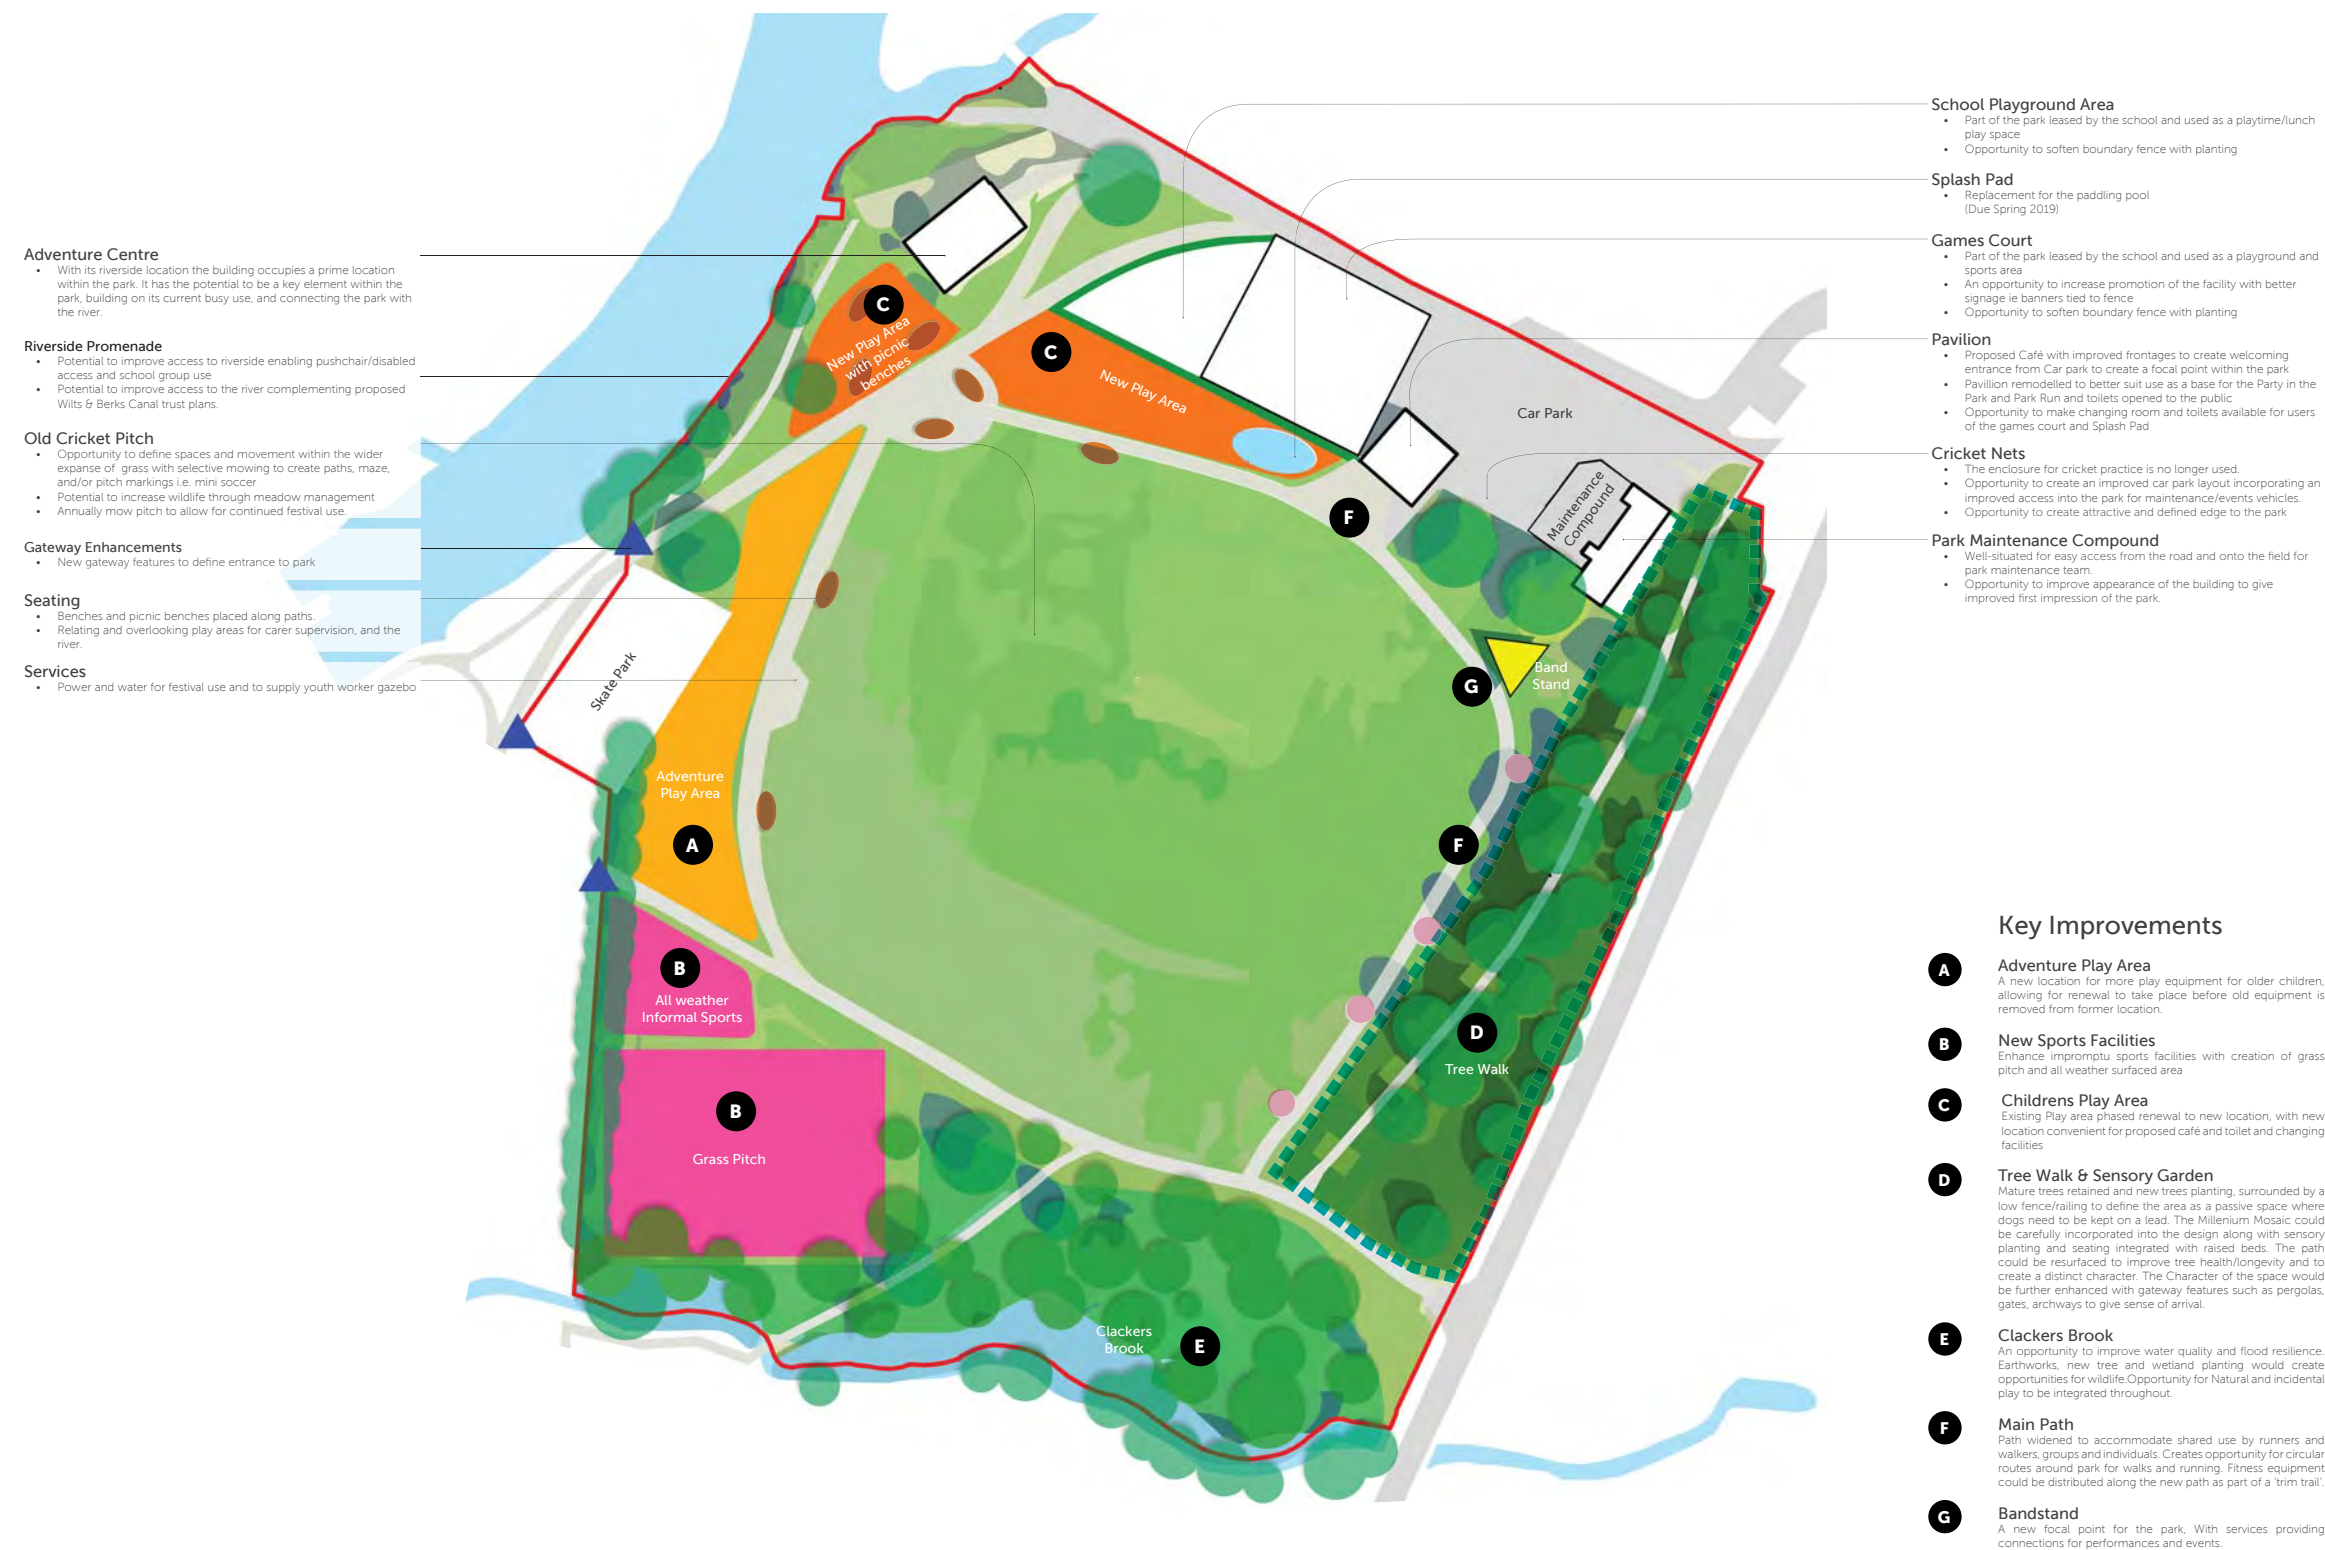 Adventure Centre
• With its riverside location the building occupies a prime location
within the park. It has the potential to be a key element within the
park, building on its current busy use, and connecting the park with
the river.
Riverside Promenade
• Potential to improve access to riverside enabling pushchair/disabled
access and school group use
• Potential to improve access to the river complementing proposed
Wilts & Berks Canal trust plans.
Old Cricket Pitch
• Opportunity to define spaces and movement within the wider
expanse of grass with selective mowing to create paths, maze,
and/or pitch markings i.e. mini soccer
• Potential to increase wildlife through meadow management
• Annually mow pitch to allow for continued festival use.
Gateway Enhancements
• New gateway features to define entrance to park
Seating
• Benches and picnic benches placed along paths.
• Relating and overlooking play areas for carer supervision, and the
river.
Services
• Power and water for festival use and to supply youth worker gazebo
C
New Play Area
with picnic
benches
C
New Play Area
Car Park
Maintenance
Compound
F
Band
Stand
G
Skate Park
Adventure
Play Area
A
F
B
All weather
Informal Sports
D
Tree Walk
B
Grass Pitch
Clackers
Brook
E
School Playground Area
• Part of the park leased by the school and used as a playtime/lunch
play space
• Opportunity to soften boundary fence with planting
Splash Pad
• Replacement for the paddling pool
(Due Spring 2019)
Games Court
• Part of the park leased by the school and used as a playground and
sports area
• An opportunity to increase promotion of the facility with better
signage ie banners tied to fence
• Opportunity to soften boundary fence with planting
Pavilion
• Proposed Café with improved frontages to create welcoming
entrance from Car park to create a focal point within the park
• Pavillion remodelled to better suit use as a base for the Party in the
Park and Park Run and toilets opened to the public
• Opportunity to make changing room and toilets available for users
of the games court and Splash Pad
Cricket Nets
• The enclosure for cricket practice is no longer used.
• Opportunity to create an improved car park layout incorporating an
improved access into the park for maintenance/events vehicles.
• Opportunity to create attractive and defined edge to the park
Park Maintenance Compound
• Well-situated for easy access from the road and onto the field for
park maintenance team.
• Opportunity to improve appearance of the building to give
improved first impression of the park.
Key Improvements
A
Adventure Play Area
A new location for more play equipment for older children,
allowing for renewal to take place before old equipment is
removed from former location.
B
New Sports Facilities
Enhance impromptu sports facilities with creation of grass
pitch and all weather surfaced area
C
Childrens Play Area
Existing Play area phased renewal to new location, with new
location convenient for proposed café and toilet and changing
facilities
D
Tree Walk & Sensory Garden
Mature trees retained and new trees planting, surrounded by a
low fence/railing to define the area as a passive space where
dogs need to be kept on a lead. The Millenium Mosaic could
be carefully incorporated into the design along with sensory
planting and seating integrated with raised beds. The path
could be resurfaced to improve tree health/longevity and to
create a distinct character. The Character of the space would
be further enhanced with gateway features such as pergolas,
gates, archways to give sense of arrival.
E
Clackers Brook
An opportunity to improve water quality and flood resilience.
Earthworks, new tree and wetland planting would create
opportunities for wildlife.Opportunity for Natural and incidental
play to be integrated throughout.
F
Main Path
Path widened to accommodate shared use by runners and
walkers, groups and individuals. Creates opportunity for circular
routes around park for walks and running. Fitness equipment
could be distributed along the new path as part of a 'trim trail'.
G
Bandstand
A new focal point for the park, With services providing
connections for performances and events.